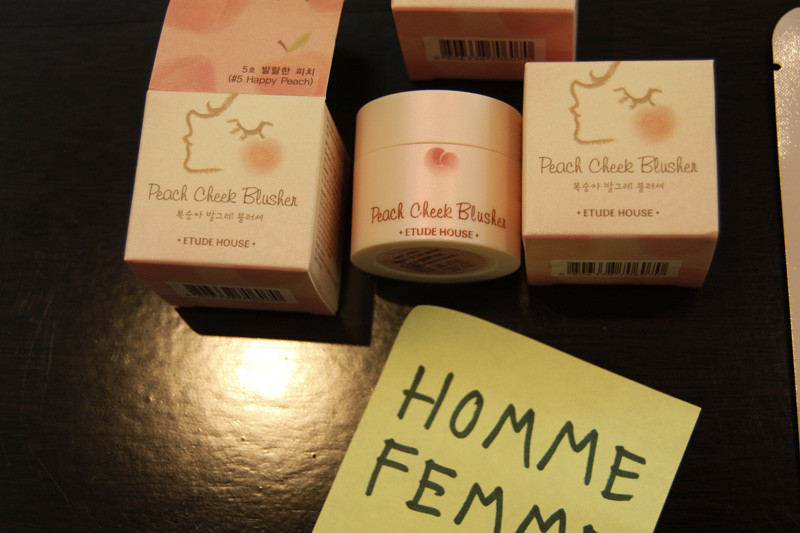 5호 발랄한 피치
(#5 Happy Peach)
Peach Cheek Blusher
복숭아 발그레 블러셔
• ETUDE HOUSE •
Peach Cheek Blusher
• ETUDE HOUSE •
Peach Cheek Blusher
복숭아 발그레 블러셔
• ETUDE HOUSE •
HOMME
FEMME